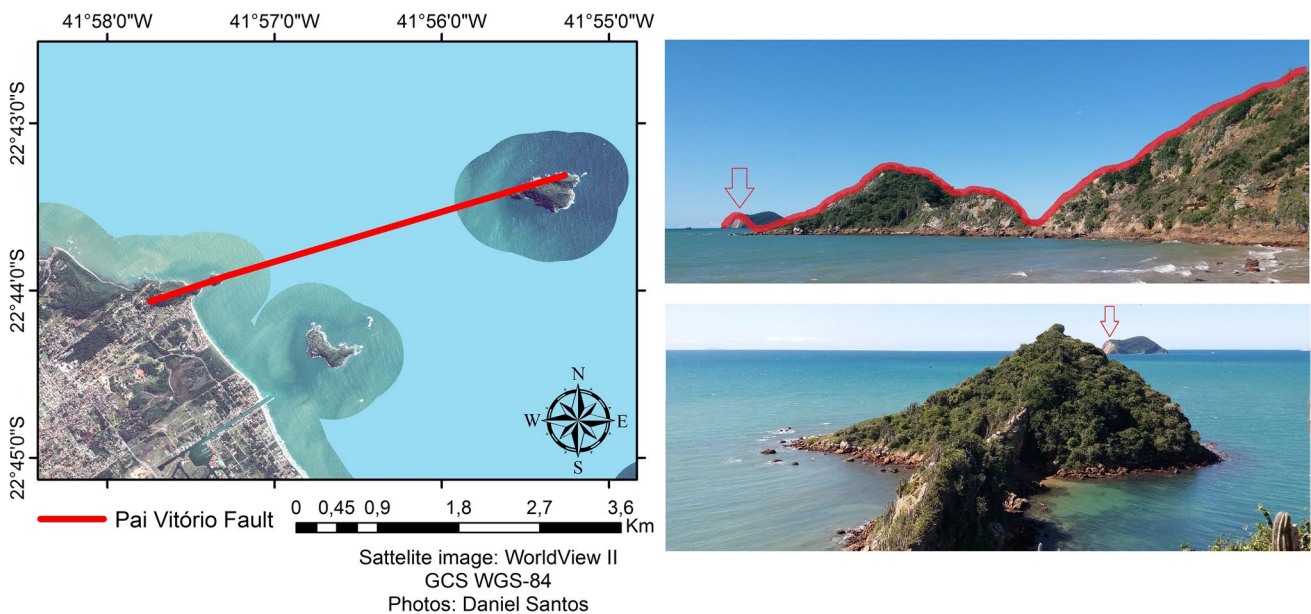 41°58'0"W 41°57'0"W 41°56'0"W 41°55'0"W
22°43'0"S
22°44'0"S
22°45'0"S
N
W E
S
Pai Vitório Fault
0 0,45 0,9 1,8 2,7 3,6
Km
Sattelite image: WorldView II
GCS WGS-84
Photos: Daniel Santos